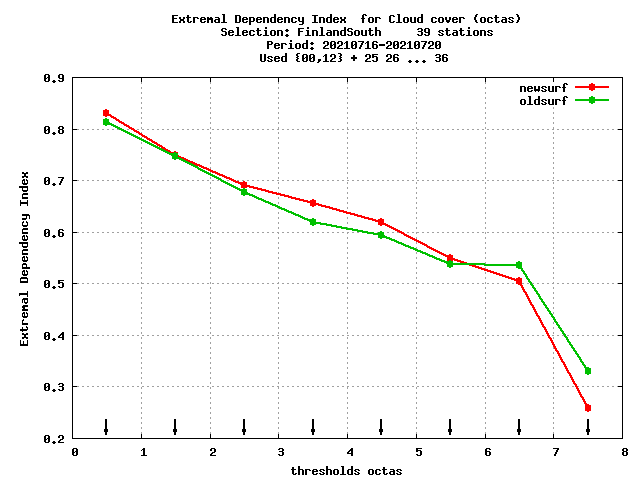 Extremal Dependency Index  for Cloud cover (octas)
Selection: FinlandSouth     39 stations
Period: 20210716-20210720
Used {00,12} + 25 26 ... 36
newsurf
oldsurf
0.9
0.8
0.7
0.6
0.5
0.4
0.3
0.2
Extremal Dependency Index
0 1 2 3 4 5 6 7 8
thresholds octas